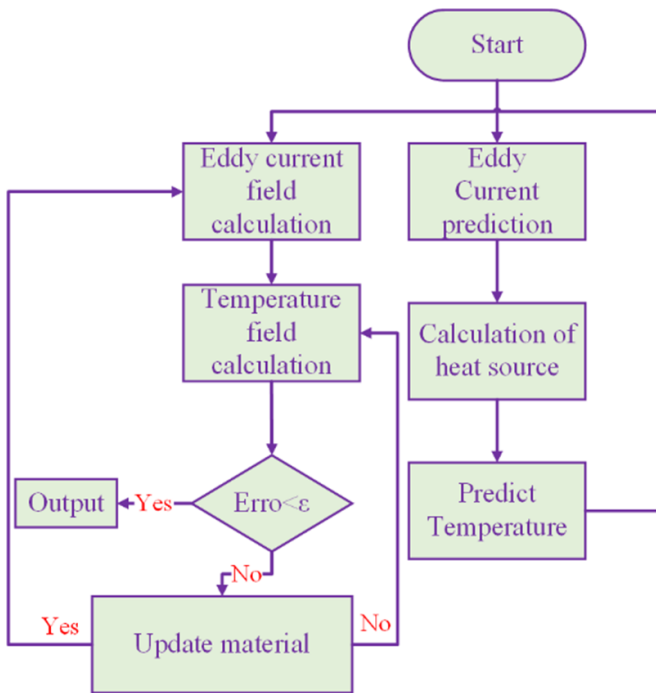 Start
Eddy current
field
calculation
Eddy
Current
prediction
Temperature
field
calculation
Calculation of
heat source
Output
Yes
Erro<ε
Predict
Temperature
No
Yes
Update material
No